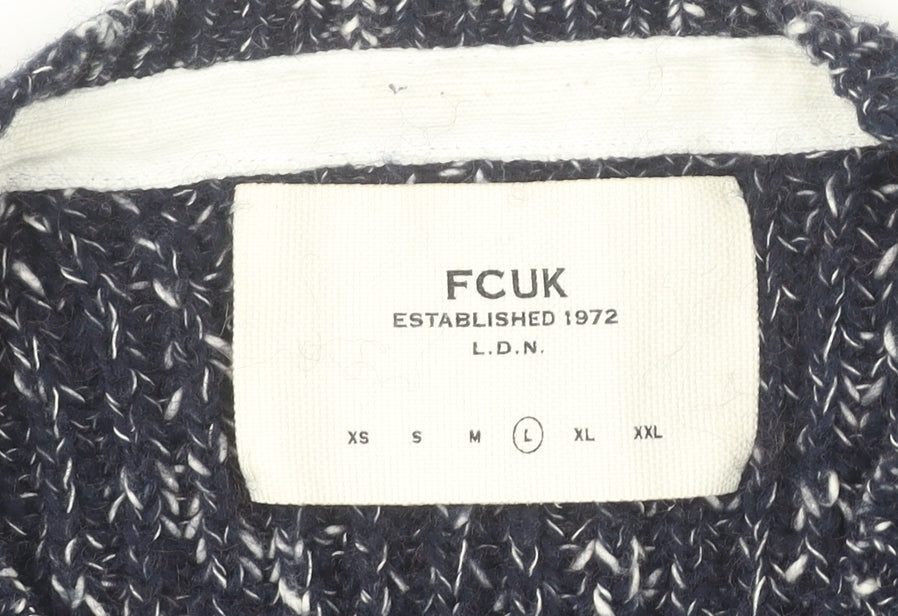 FCUK
ESTABLISHED 1972
L.D.N.
XS S M L XL XXL